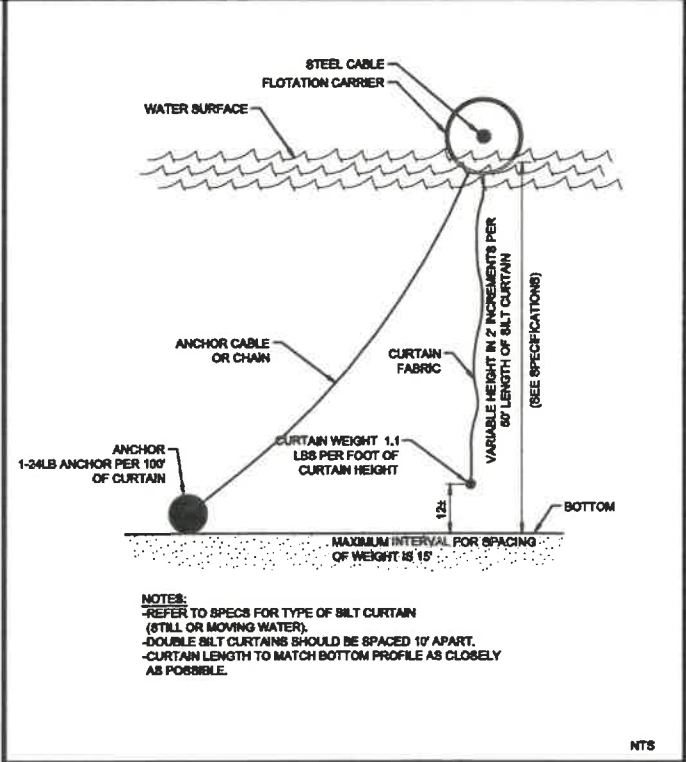 STEEL CABLE
FLOTATION CARRIER
WATER SURFACE
VARIABLE HEIGHT IN 2' INCREMENTS PER
50' LENGTH OF SILT CURTAIN
(SEE SPECIFICATIONS)
ANCHOR CABLE
OR CHAIN
CURTAIN
FABRIC
CURTAIN WEIGHT 1.1
LBS PER FOOT OF
CURTAIN HEIGHT
ANCHOR
1-24LB ANCHOR PER 100'
OF CURTAIN
12±
BOTTOM
MAXIMUM INTERVAL FOR SPACING
OF WEIGHT IS 15'
NOTES:
-REFER TO SPECS FOR TYPE OF SILT CURTAIN
(STILL OR MOVING WATER).
-DOUBLE SILT CURTAINS SHOULD BE SPACED 10' APART.
-CURTAIN LENGTH TO MATCH BOTTOM PROFILE AS CLOSELY
AS POSSIBLE.
NTS